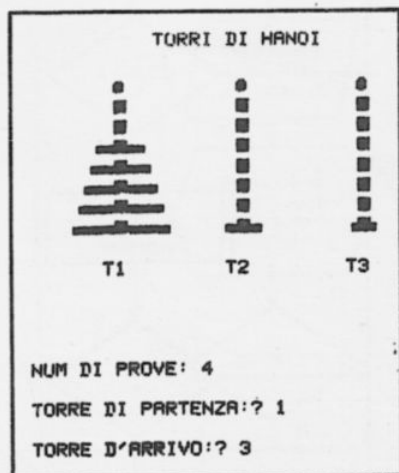 TORRI DI HANOI
T1 T2 T3
NUM DI PROVE: 4
TORRE DI PARTENZA:? 1
TORRE D'ARRIVO:? 3